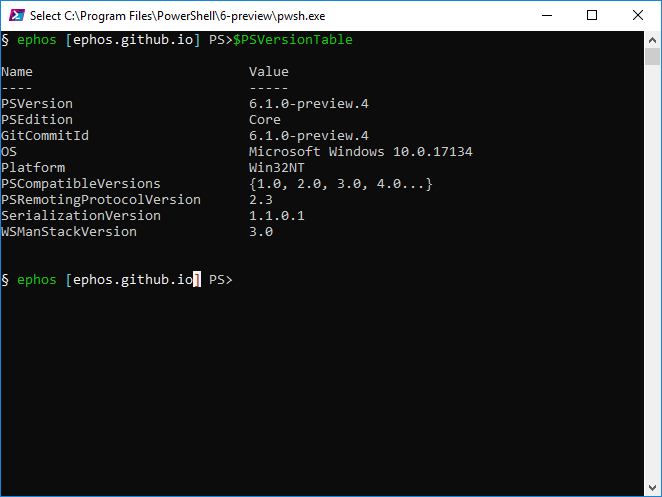 Select C:\Program Files\PowerShell\6-preview\pwsh.exe
§ ephos [ephos.github.io] PS>$PSVersionTable
Name                           Value
----                           -----
PSVersion                      6.1.0-preview.4
PSEdition                      Core
GitCommitId                    6.1.0-preview.4
OS                             Microsoft Windows 10.0.17134
Platform                       Win32NT
PSCompatibleVersions           {1.0, 2.0, 3.0, 4.0...}
PSRemotingProtocolVersion      2.3
SerializationVersion           1.1.0.1
WSManStackVersion              3.0
§ ephos [ephos.github.io] PS>